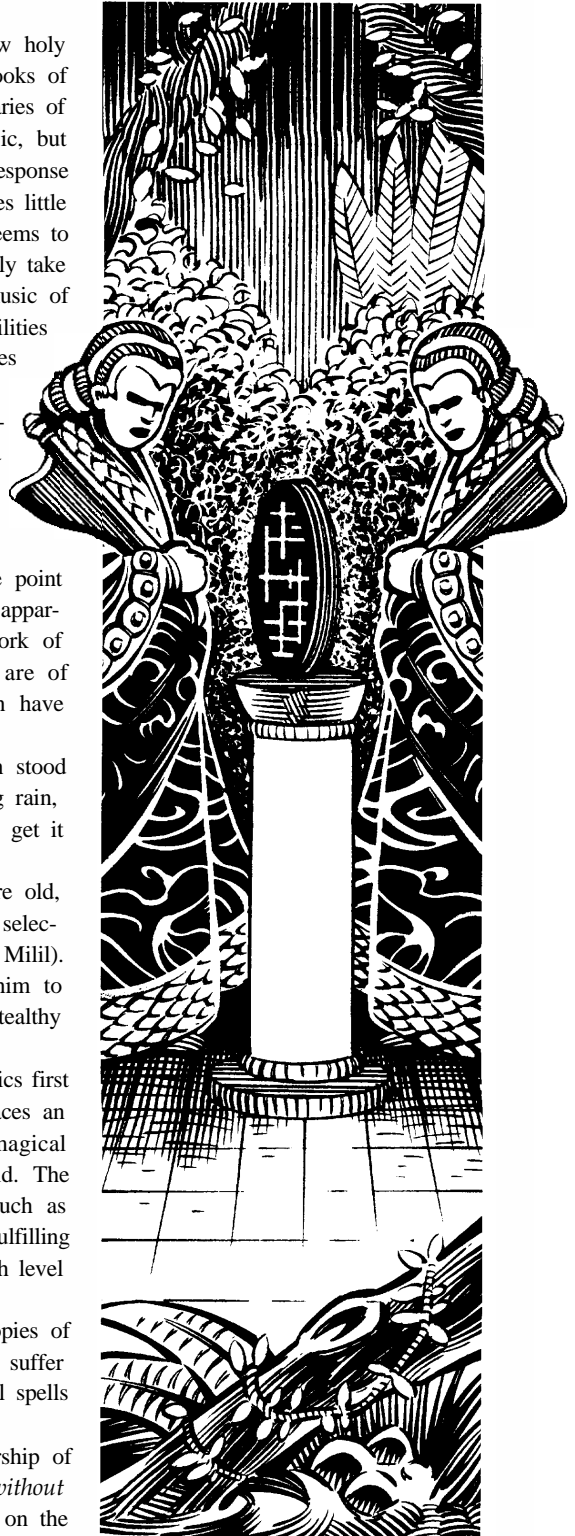 w holy
ooks of
ries of
ic, but
esponse
es little
eems to
ly take
usic of
ilities
es
-
e point
appar-
ork of
are of
n have
n stood
g rain,
get it
re old,
selec-
Milil).
him to
tealthy
ics first
aces an
magical
d. The
uch as
ulfilling
h level
opies of
suffer
l spells
rship of
without
on the